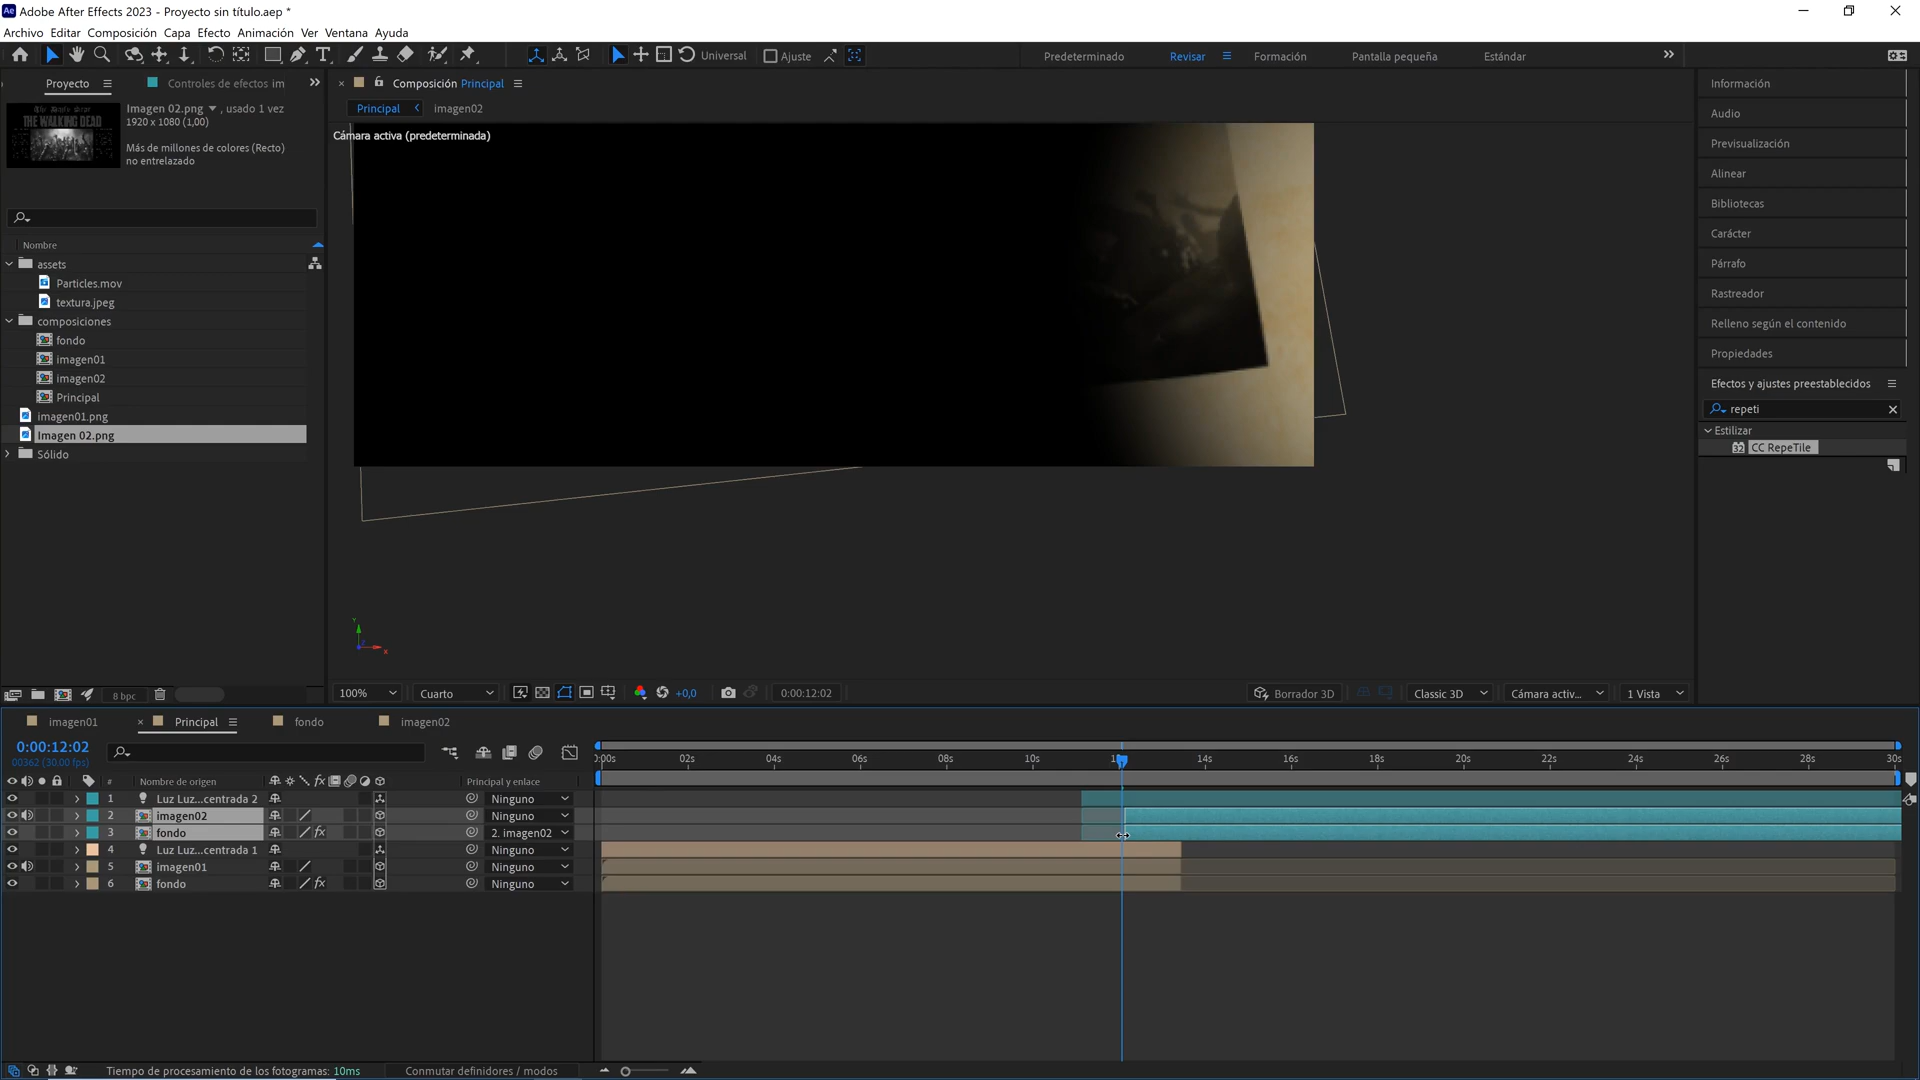 Adobe After Effects 2023 - Proyecto sin título.aep *
Archivo Editar Composición Capa Efecto Animación Ver Ventana Ayuda
Universal Ajuste Predeterminado Revisar Formación Pantalla pequeña Estándar
Proyecto Controles de efectos im
Composición Principal
Información
Imagen 02.png , usado 1 vez
1920 x 1080 (1,00)
Más de millones de colores (Recto)
no entrelazado
THE WALKING DEAD
Principal imagen02
Cámara activa (predeterminada)
Audio
Previsualización
Alinear
Bibliotecas
Carácter
Párrafo
Rastreador
Relleno según el contenido
Propiedades
Efectos y ajustes preestablecidos
repeti
Estilizar
CC RepeTile
Nombre
assets
Particles.mov
textura.jpeg
composiciones
fondo
imagen01
imagen02
Principal
imagen01.png
Imagen 02.png
Sólido
8 bpc
100% Cuarto +0,0 0:00:12:02 Borrador 3D Classic 3D Cámara activ... 1 Vista
imagen01 Principal fondo imagen02
0:00:12:02
00362 (30.00 fps)
02s 04s 06s 08s 10s 14s 16s 18s 20s 22s 24s 26s 28s 30s
# Nombre de origen Principal y enlace
1 Luz Luz...centrada 2 Ninguno
2 imagen02 Ninguno
3 fondo 2. imagen02
4 Luz Luz...centrada 1 Ninguno
5 imagen01 Ninguno
6 fondo Ninguno
Tiempo de procesamiento de los fotogramas: 10ms Conmutar definidores / modos